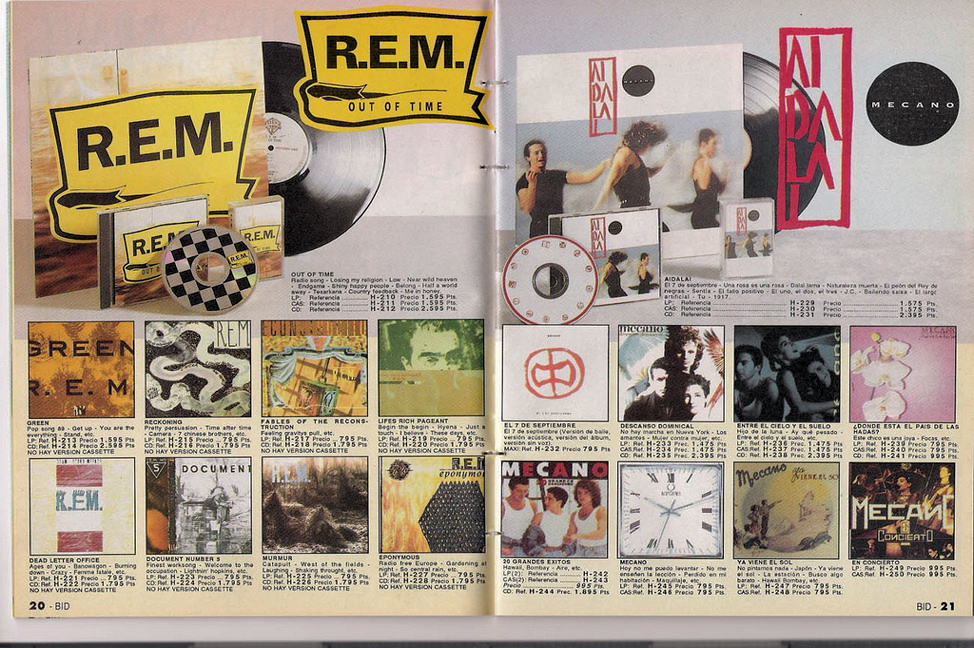 R.E.M.
OUT OF TIME
R.E.M.
OUT OF TIME
Radio song - Losing my religion - Low - Near wild heaven
- Endgame - Shiny happy people - Belong - Half a world
away - Texarkana - Country feedback - Me in honey.
LP: Referencia H-210 Precio 1.595 Pts.
CAS: Referencia H-211 Precio 1.595 Pts.
CD: Referencia H-212 Precio 2.595 Pts.
GREEN
R.E.M.
GREEN
Pop song 89 - Get up - You are the
everything - Stand, etc.
LP: Ref. H-213 Precio 1.595 Pts.
CD: Ref. H-214 Precio 2.595 Pts.
NO HAY VERSION CASSETTE
REM
RECKONING
Pretty persuasion - Time after time
- Camera - 7 chinese brothers, etc.
LP: Ref. H-215 Precio .. 795 Pts.
CD: Ref. H-216 Precio 1.795 Pts.
NO HAY VERSION CASSETTE
FABLES OF THE RECONS-
TRUCTION
Feeling gravitys pull, etc.
LP: Ref. H-217 Precio .. 795 Pts.
CD: Ref. H-218 Precio 1.795 Pts.
NO HAY VERSION CASSETTE
LIFES RICH PAGEANT
Begin the begin - Hyena - Just a
touch - I believe - Three days, etc.
LP: Ref. H-219 Precio .. 795 Pts.
CD: Ref. H-220 Precio 1.795 Pts.
NO HAY VERSION CASSETTE
R.E.M.
DEAD LETTER OFFICE
Ages of you - Banowagon - Burning
down - Crazy - Femme fatale, etc.
LP: Ref. H-221 Precio .. 795 Pts.
CD: Ref. H-222 Precio 1.795 Pts.
NO HAY VERSION CASSETTE
DOCUMENT
5
DOCUMENT NUMBER 5
Finest worksong - Welcome to the
occupation - Lightnin' hopkins, etc.
LP: Ref. H-223 Precio .. 795 Pts.
CD: Ref. H-224 Precio 1.795 Pts.
NO HAY VERSION CASSETTE
R.E.M.
MURMUR
Catapult - West of the fields -
Laughing - Shaking throught, etc.
LP: Ref. H-225 Precio .. 795 Pts.
CD: Ref. H-226 Precio 1.795 Pts.
NO HAY VERSION CASSETTE
R.E.M.
eponymous
EPONYMOUS
Radio free Europe - Gardening at
night - So central rain, etc.
LP: Ref. H-227 Precio .. 795 Pts.
CD: Ref. H-228 Precio 1.795 Pts.
NO HAY VERSION CASSETTE
20 - BID
AIDALAI
MECANO
AIDALAI
MECANO
AIDALAI
El 7 de septiembre - Una rosa es una rosa - Dalai lama - Naturaleza muerta - El peón del Rey de
negras - Sentía - El fallo positivo - El uno, el dos, el tres - J.C. - Bailando salsa - El lago
artificial - Tu - 1917.
LP: Referencia H-229 Precio 1.575 Pts.
CAS: Referencia H-230 Precio 1.575 Pts.
CD: Referencia H-231 Precio 2.395 Pts.
EL 7 DE SEPTIEMBRE
El 7 de septiembre (Versión de baile,
versión acústica, versión del álbum,
versión sin voz).
MAXI: Ref. H-232 Precio 795 Pts.
mecano
DESCANSO DOMINICAL
No hay marcha en Nueva York - Los
amantes - Mujer contra mujer, etc.
LP: Ref. H-233 Prec. 1.475 Pts.
CAS:Ref. H-234 Prec. 1.475 Pts.
CD: Ref. H-235 Prec. 2.395 Pts.
ENTRE EL CIELO Y EL SUELO
Hijo de la luna - Ay qué pesado -
Entre el cielo y el suelo, etc.
LP: Ref. H-236 Prec. 1.475 Pts.
CAS:Ref. H-237 Prec. 1.475 Pts.
CD: Ref. H-238 Prec. 2.395 Pts.
MECANO
¿DONDE ESTA EL PAIS DE LAS
HADAS?
Este chico es una joya - Focas, etc.
LP: Ref. H-239 Precio 795 Pts.
CAS:Ref. H-240 Precio 795 Pts.
MECANO
20 GRANDES EXITOS
Hawaii, Bombay - Aire, etc.
LP(2): Referencia H-242
CAS(2) Referencia H-243
Precio 995 Pts.
CD: Ref. H-244 Prec. 1.895 Pts.
MECANO
Hoy no me puedo levantar - No me
enseñen la lección - Perdido en mi
habitación - Maquillaje, etc.
LP: Ref. H-245 Precio 795 Pts.
CAS:Ref. H-246 Precio 795 Pts.
Mecano ya VIENE EL SOL
YA VIENE EL SOL
No pintamos nada - Japón - Ya viene
el sol - La estación - Busco algo
barato - Hawaii, Bombay, etc.
LP: Ref. H-247 Precio 795 Pts.
CAS:Ref. H-248 Precio 795 Pts.
MECANO
EN CONCIERTO
EN CONCIERTO
LP: Ref. H-249 Precio 995 Pts.
CAS:Ref. H-250 Precio 995 Pts.
BID - 21